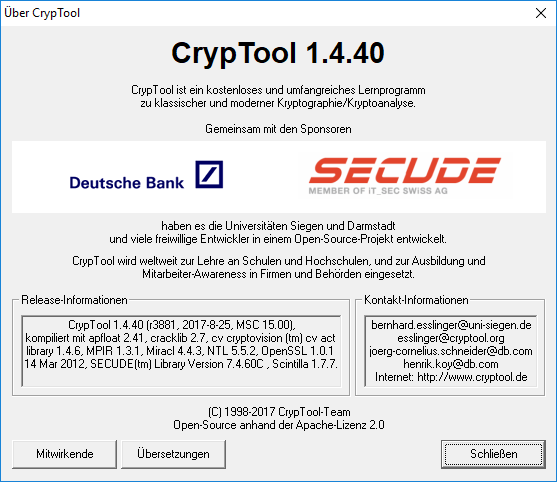 Über CrypTool
CrypTool 1.4.40
CrypTool ist ein kostenloses und umfangreiches Lernprogramm
zu klassischer und moderner Kryptographie/Kryptoanalyse.
Gemeinsam mit den Sponsoren
Deutsche Bank
SECUDE
MEMBER OF iT_SEC SWISS AG
haben es die Universitäten Siegen und Darmstadt
und viele freiwillige Entwickler in einem Open-Source-Projekt entwickelt.
CrypTool wird weltweit zur Lehre an Schulen und Hochschulen, und zur Ausbildung und
Mitarbeiter-Awareness in Firmen und Behörden eingesetzt.
Release-Informationen
CrypTool 1.4.40 (r3881, 2017-8-25, MSC 15.00),
kompiliert mit apfloat 2.41, cracklib 2.7, cv cryptovision (tm) cv act
library 1.4.6, MPIR 1.3.1, Miracl 4.4.3, NTL 5.5.2, OpenSSL 1.0.1
14 Mar 2012, SECUDE(tm) Library Version 7.4.60C , Scintilla 1.7.7.
Kontakt-Informationen
bernhard.esslinger@uni-siegen.de
esslinger@cryptool.org
joerg-cornelius.schneider@db.com
henrik.koy@db.com
Internet: http://www.cryptool.de
(C) 1998-2017 CrypTool-Team
Open-Source anhand der Apache-Lizenz 2.0
Mitwirkende
Übersetzungen
Schließen